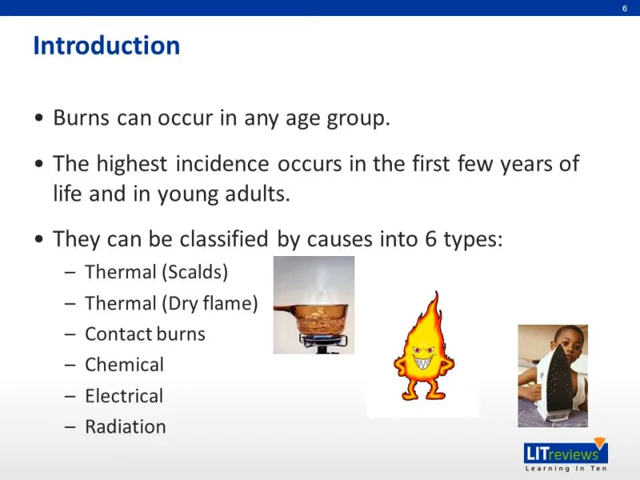 6
Introduction
• Burns can occur in any age group.
• The highest incidence occurs in the first few years of
life and in young adults.
• They can be classified by causes into 6 types:
– Thermal (Scalds)
– Thermal (Dry flame)
– Contact burns
– Chemical
– Electrical
– Radiation
LITreviews
Learning In Ten